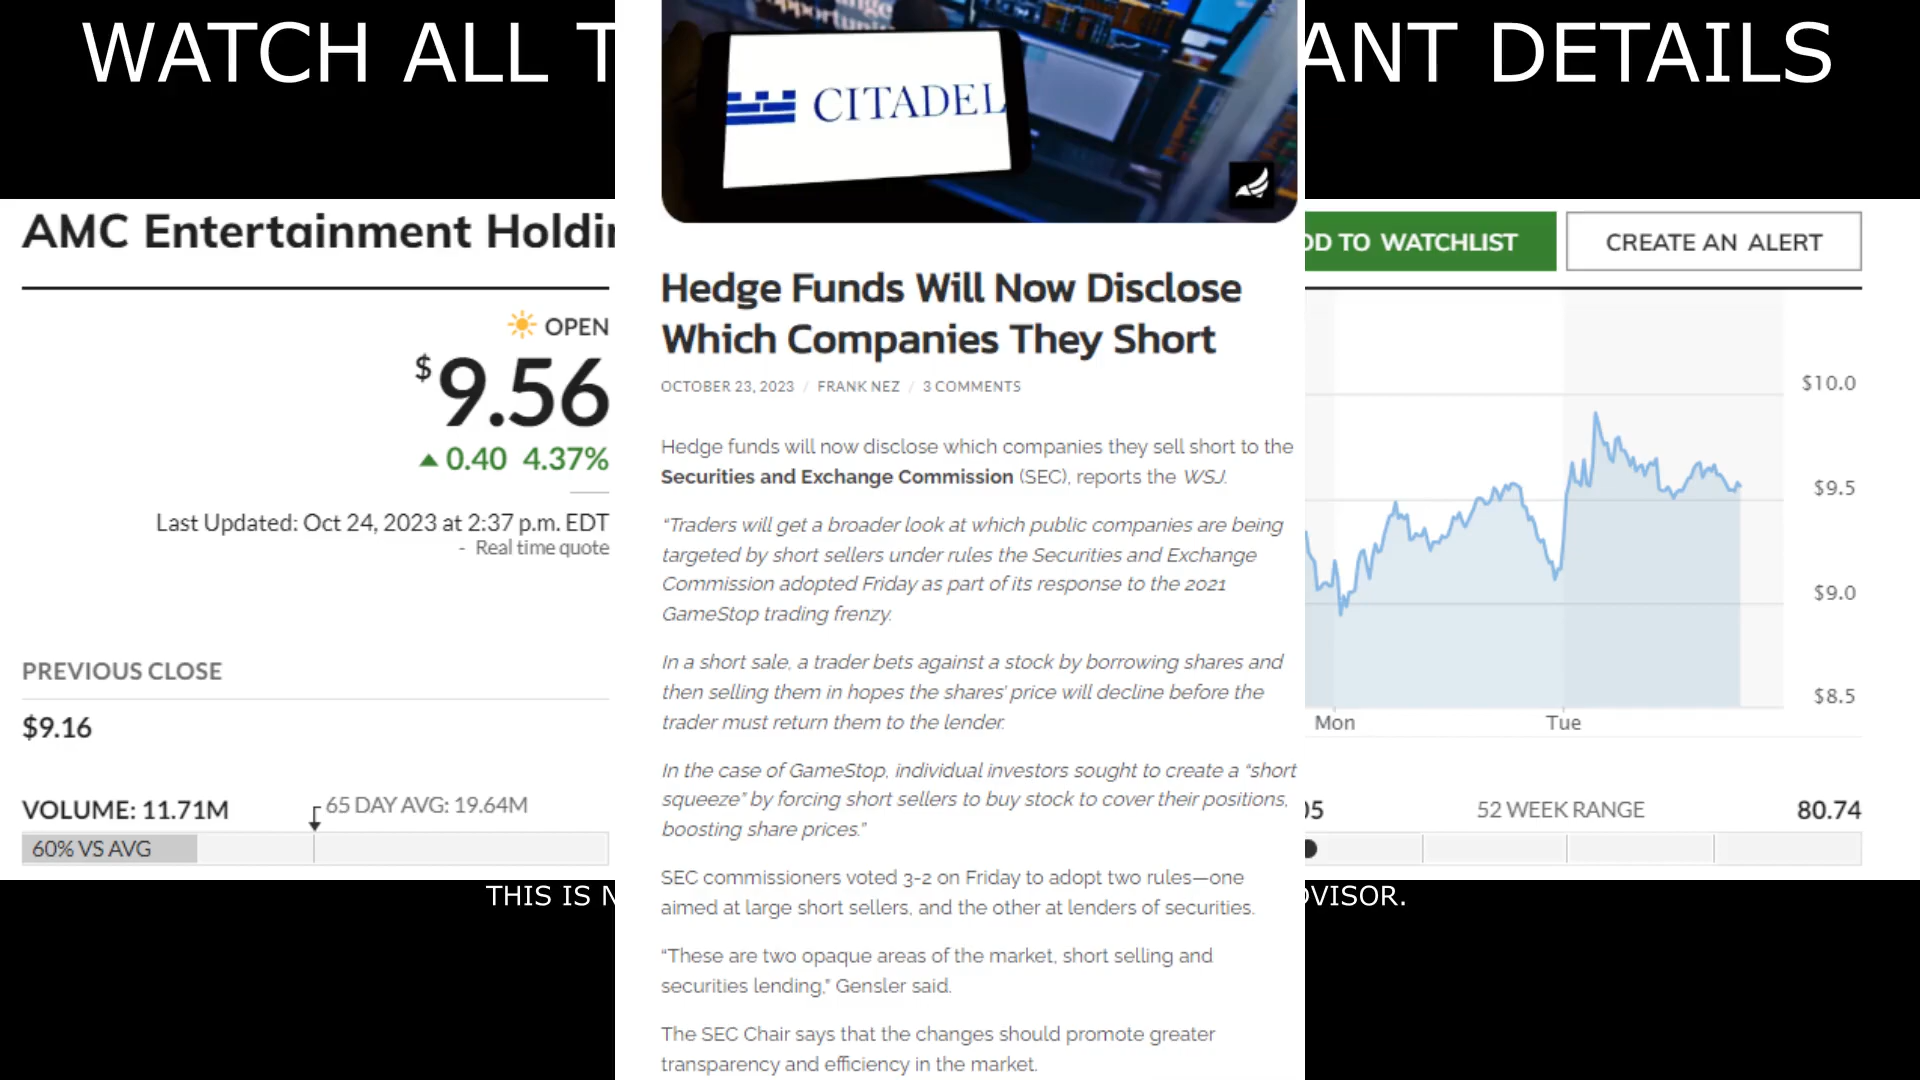 WATCH ALL T
ANT DETAILS
CITADEL
AMC Entertainment Holdin
OPEN
$9.56
0.40 4.37%
Last Updated: Oct 24, 2023 at 2:37 p.m. EDT
- Real time quote
PREVIOUS CLOSE
$9.16
VOLUME: 11.71M
65 DAY AVG: 19.64M
60% VS AVG
Hedge Funds Will Now Disclose
Which Companies They Short
OCTOBER 23, 2023 / FRANK NEZ / 3 COMMENTS
Hedge funds will now disclose which companies they sell short to the
Securities and Exchange Commission (SEC), reports the WSJ.
“Traders will get a broader look at which public companies are being
targeted by short sellers under rules the Securities and Exchange
Commission adopted Friday as part of its response to the 2021
GameStop trading frenzy.
In a short sale, a trader bets against a stock by borrowing shares and
then selling them in hopes the shares’ price will decline before the
trader must return them to the lender.
In the case of GameStop, individual investors sought to create a “short
squeeze” by forcing short sellers to buy stock to cover their positions,
boosting share prices.”
SEC commissioners voted 3-2 on Friday to adopt two rules—one
aimed at large short sellers, and the other at lenders of securities.
“These are two opaque areas of the market, short selling and
securities lending,” Gensler said.
The SEC Chair says that the changes should promote greater
transparency and efficiency in the market.
DD TO WATCHLIST
CREATE AN ALERT
$10.0
$9.5
$9.0
$8.5
Mon
Tue
05
52 WEEK RANGE
80.74
THIS IS N
DVISOR.